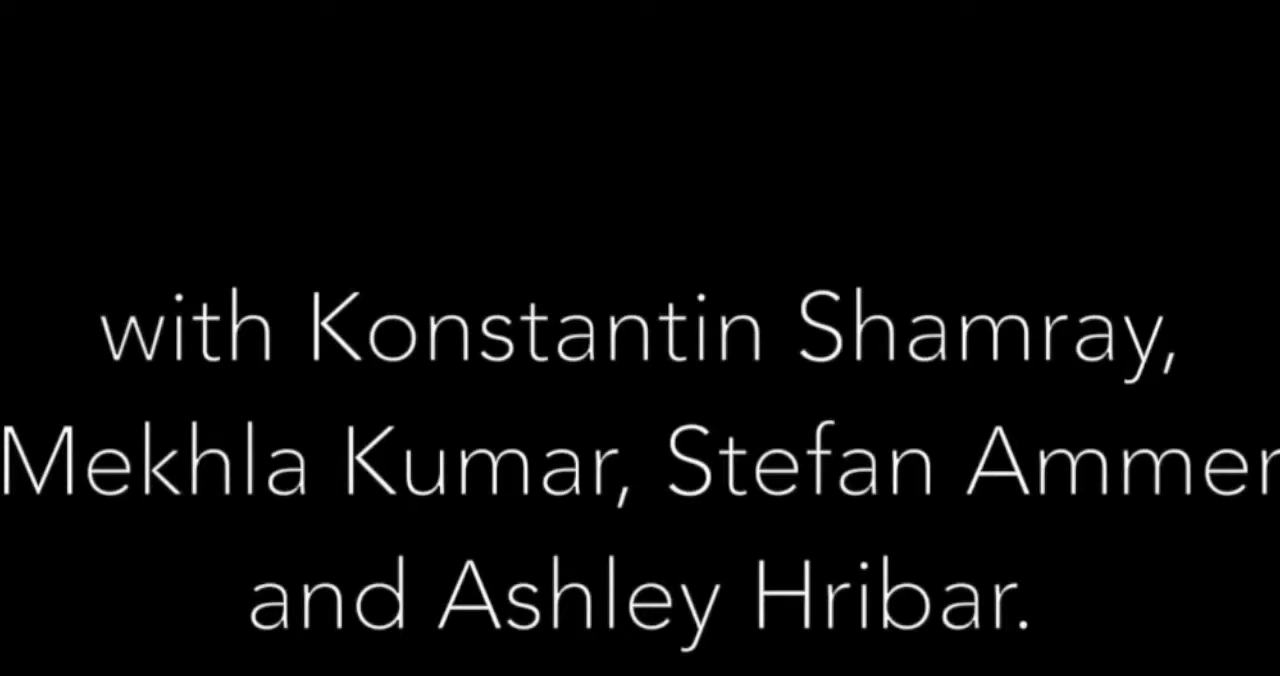 with Konstantin Shamray,
Mekhla Kumar, Stefan Ammer
and Ashley Hribar.